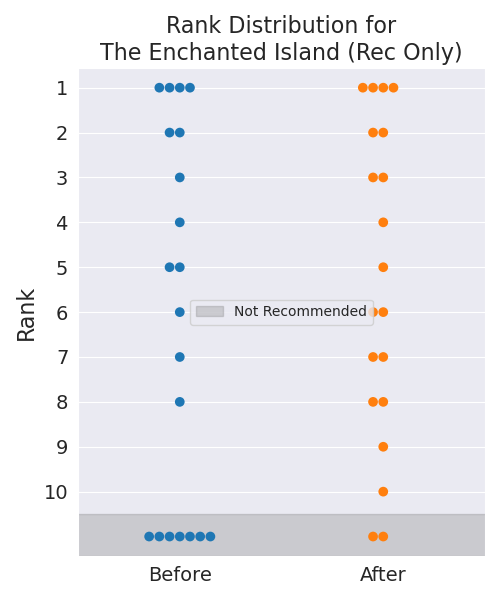 Rank Distribution for
The Enchanted Island (Rec Only)
1
2
3
4
5
6
7
8
9
10
Rank
Not Recommended
Before
After